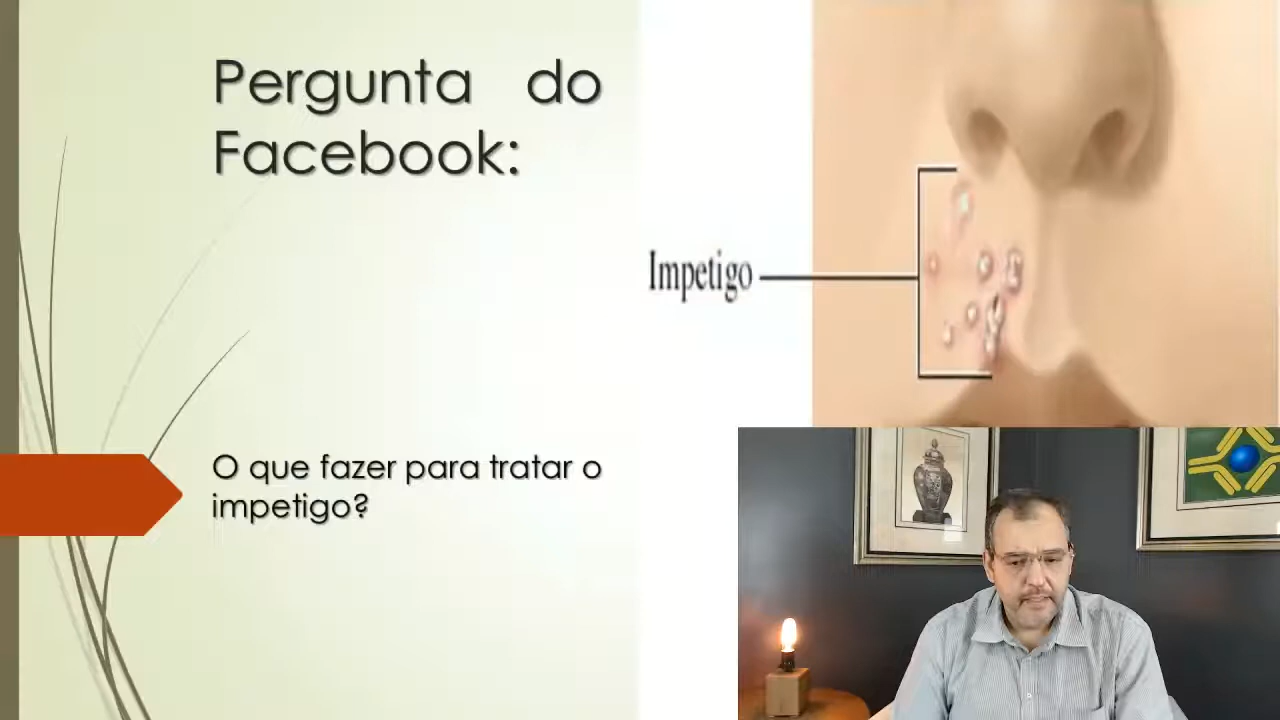 Pergunta do
Facebook:
Impetigo
O que fazer para tratar o
impetigo?